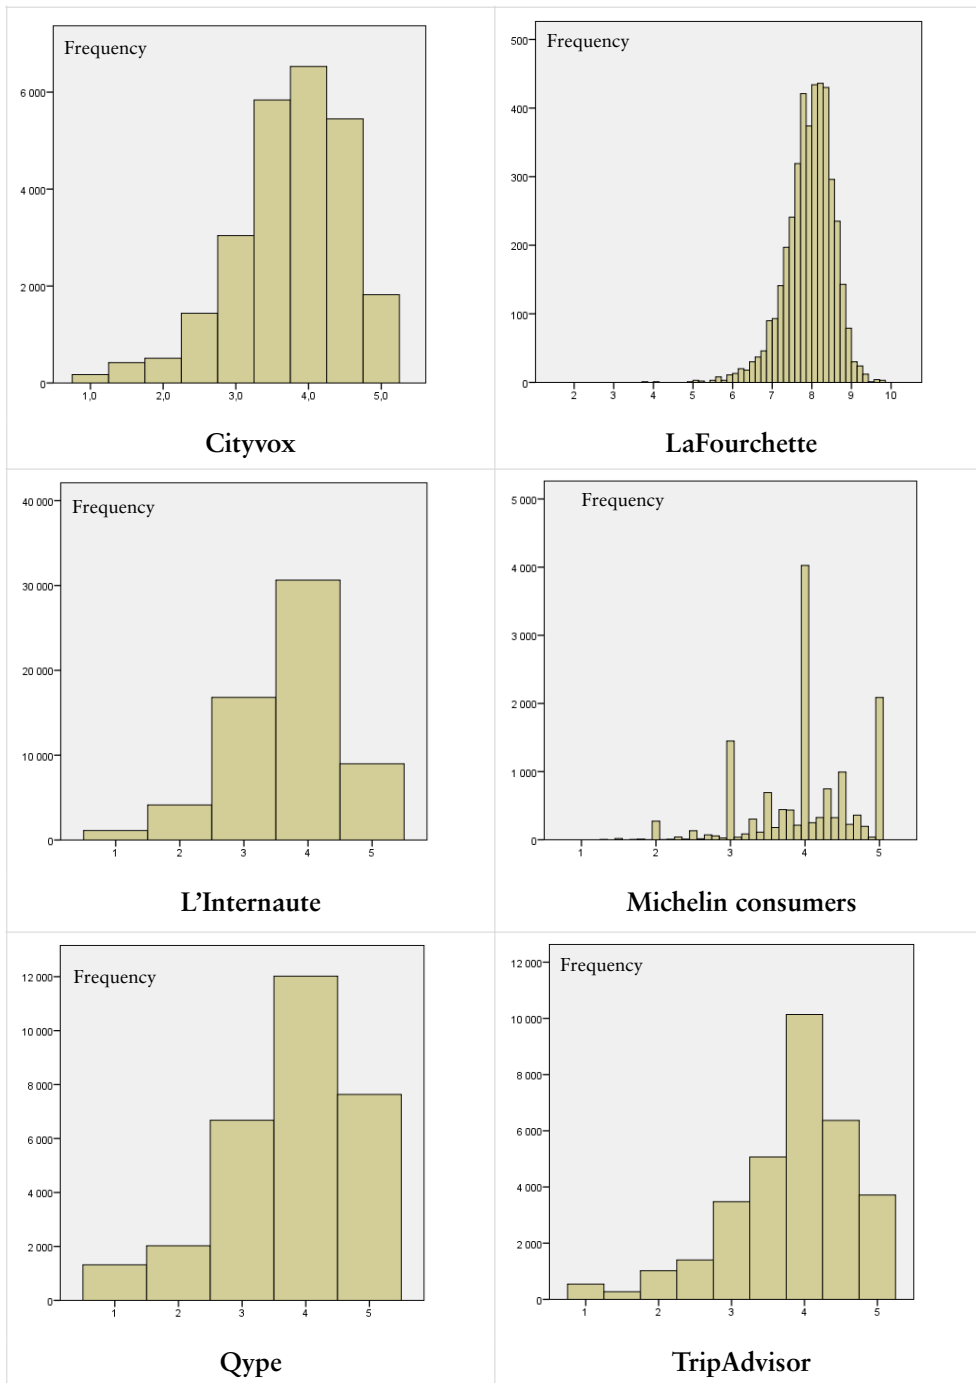 Frequency
6 000
4 000
2 000
0
1,0 2,0 3,0 4,0 5,0
Cityvox
Frequency
500
400
300
200
100
0
2 3 4 5 6 7 8 9 10
LaFourchette
40 000
Frequency
30 000
20 000
10 000
0
1 2 3 4 5
L’Internaute
5 000
Frequency
4 000
3 000
2 000
1 000
0
1 2 3 4 5
Michelin consumers
12 000
Frequency
10 000
8 000
6 000
4 000
2 000
0
1 2 3 4 5
Qype
12 000
Frequency
10 000
8 000
6 000
4 000
2 000
0
1 2 3 4 5
TripAdvisor